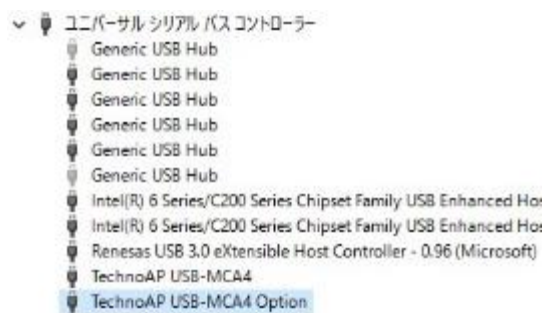 ユニバーサル シリアル バス コントローラー
Generic USB Hub
Generic USB Hub
Generic USB Hub
Generic USB Hub
Generic USB Hub
Generic USB Hub
Intel(R) 6 Series/C200 Series Chipset Family USB Enhanced Hos
Intel(R) 6 Series/C200 Series Chipset Family USB Enhanced Hos
Renesas USB 3.0 eXtensible Host Controller - 0.96 (Microsoft)
TechnoAP USB-MCA4
TechnoAP USB-MCA4 Option